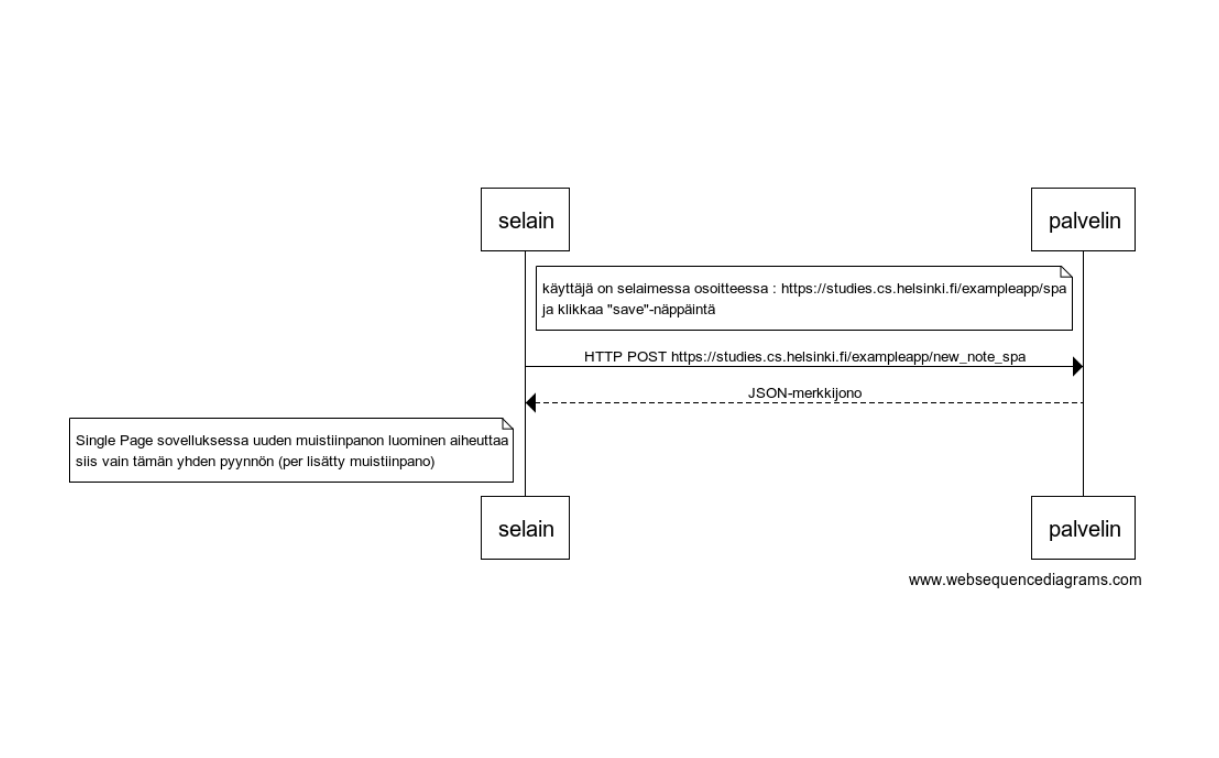 selain
palvelin
käyttäjä on selaimessa osoitteessa : https://studies.cs.helsinki.fi/exampleapp/spa
ja klikkaa "save"-näppäintä
HTTP POST https://studies.cs.helsinki.fi/exampleapp/new_note_spa
JSON-merkkijono
Single Page sovelluksessa uuden muistiinpanon luominen aiheuttaa
siis vain tämän yhden pyynnön (per lisätty muistiinpano)
selain
palvelin
www.websequencediagrams.com